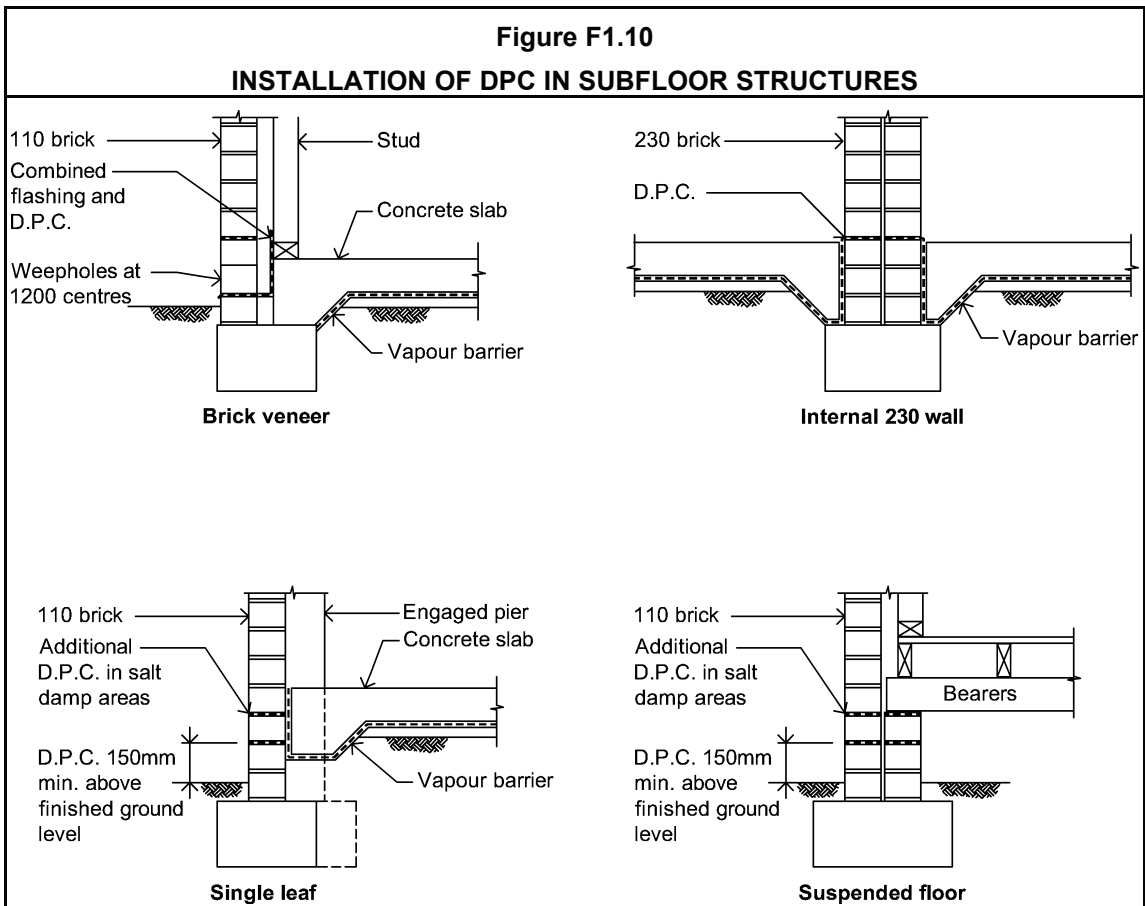 Figure F1.10
INSTALLATION OF DPC IN SUBFLOOR STRUCTURES
110 brick
Combined
flashing and
D.P.C.
Weepholes at
1200 centres
Stud
Concrete slab
Vapour barrier
Brick veneer
230 brick
D.P.C.
Vapour barrier
Internal 230 wall
110 brick
Additional
D.P.C. in salt
damp areas
D.P.C. 150mm
min. above
finished ground
level
Engaged pier
Concrete slab
Vapour barrier
Single leaf
110 brick
Additional
D.P.C. in salt
damp areas
D.P.C. 150mm
min. above
finished ground
level
Bearers
Suspended floor